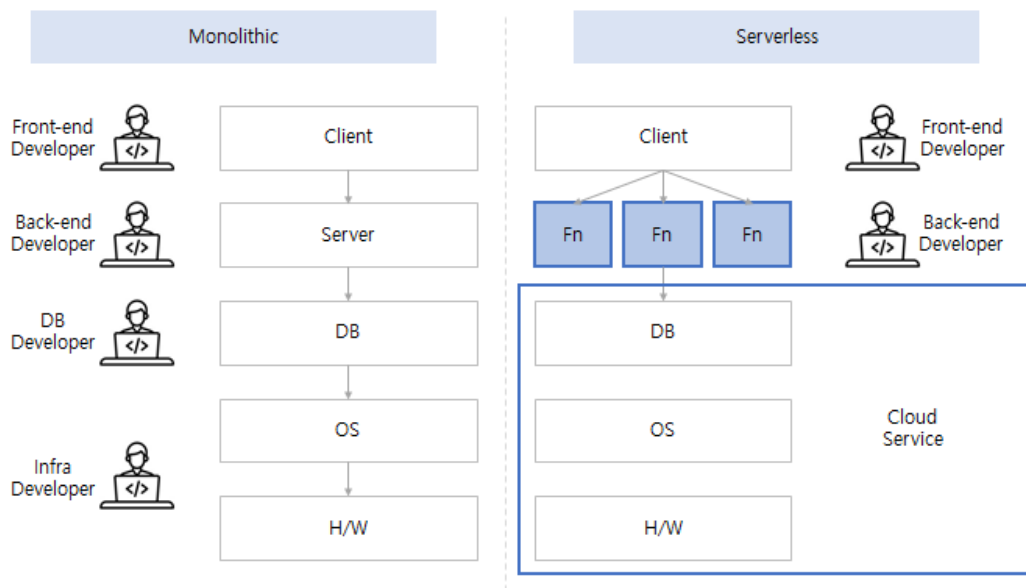 Monolithic
Serverless
Front-end
Developer
</>
Client
Client
</>
Front-end
Developer
Back-end
Developer
</>
Server
Fn
Fn
Fn
</>
Back-end
Developer
DB
Developer
</>
DB
DB
OS
OS
Cloud
Service
Infra
Developer
</>
H/W
H/W